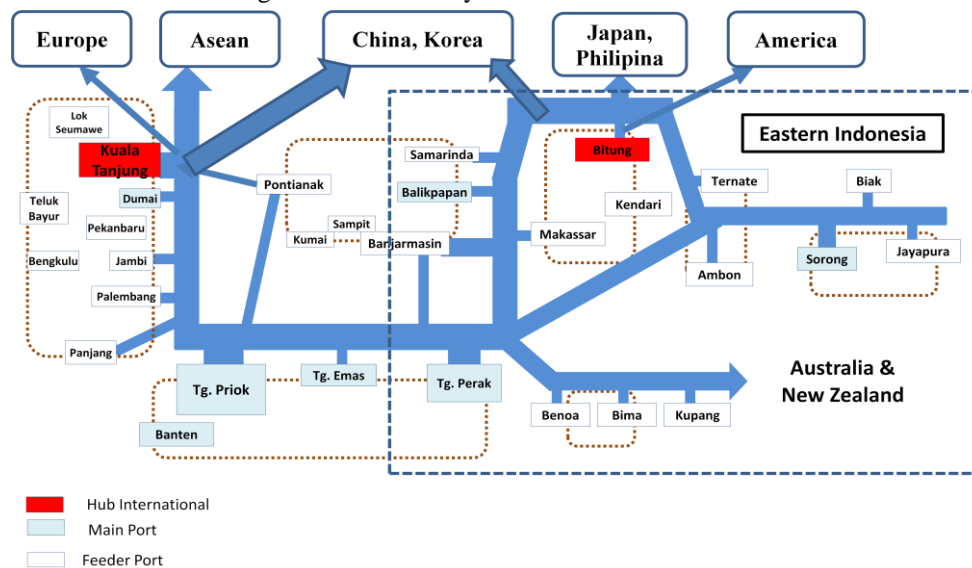 Europe
Asean
China, Korea
Japan,
Philipina
America
Eastern Indonesia
Lok
Seumawe
Kuala
Tanjung
Dumai
Teluk
Bayur
Pekanbaru
Bengkulu
Jambi
Palembang
Panjang
Pontianak
Sampit
Kumai
Banjarmasin
Samarinda
Balikpapan
Makassar
Bitung
Kendari
Ternate
Ambon
Biak
Sorong
Jayapura
Tg. Priok
Tg. Emas
Tg. Perak
Banten
Benoa
Bima
Kupang
Australia &
New Zealand
Hub International
Main Port
Feeder Port